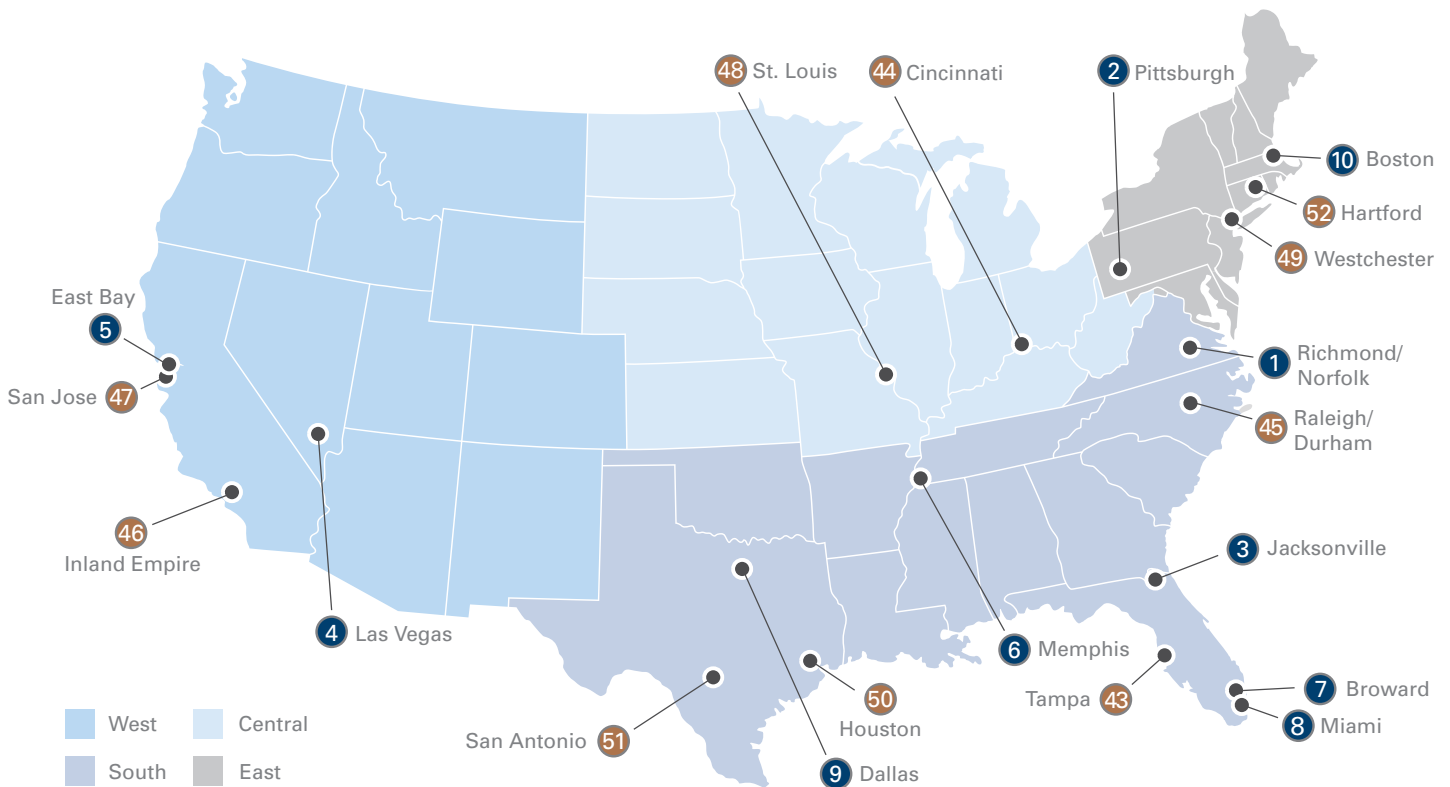 48 St. Louis
44 Cincinnati
2 Pittsburgh
10 Boston
52 Hartford
49 Westchester
East Bay
5
San Jose 47
1 Richmond/
Norfolk
45 Raleigh/
Durham
46
Inland Empire
4 Las Vegas
3 Jacksonville
6 Memphis
7 Broward
8 Miami
Tampa 43
50
Houston
San Antonio 51
9 Dallas
West
Central
South
East